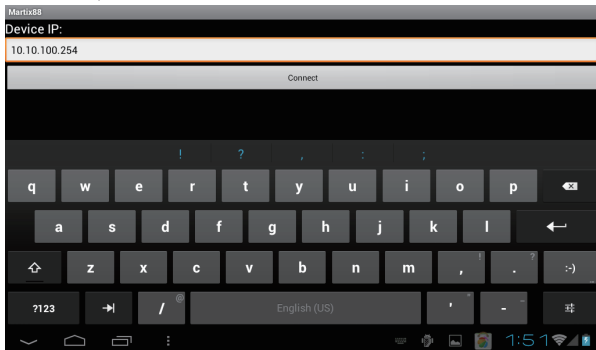 Martix88
Device IP:
10.10.100.254
Connect
! ? , : ;
q w e r t y u i o p
a s d f g h j k l
z x c v b n m , ! . ? :-)
?123 / @ English (US) ' - _
1:51